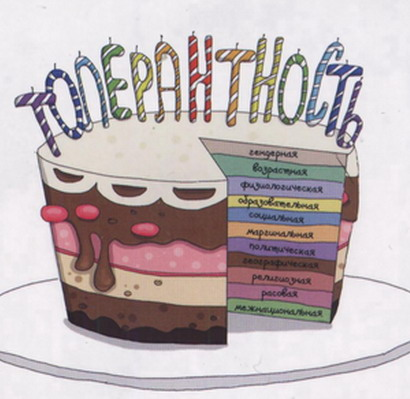 ТОЛЕРАНТНОСТЬ
гендерная
возрастная
физиологическая
образовательная
социальная
маргинальная
политическая
географическая
религиозная
расовая
межнациональная